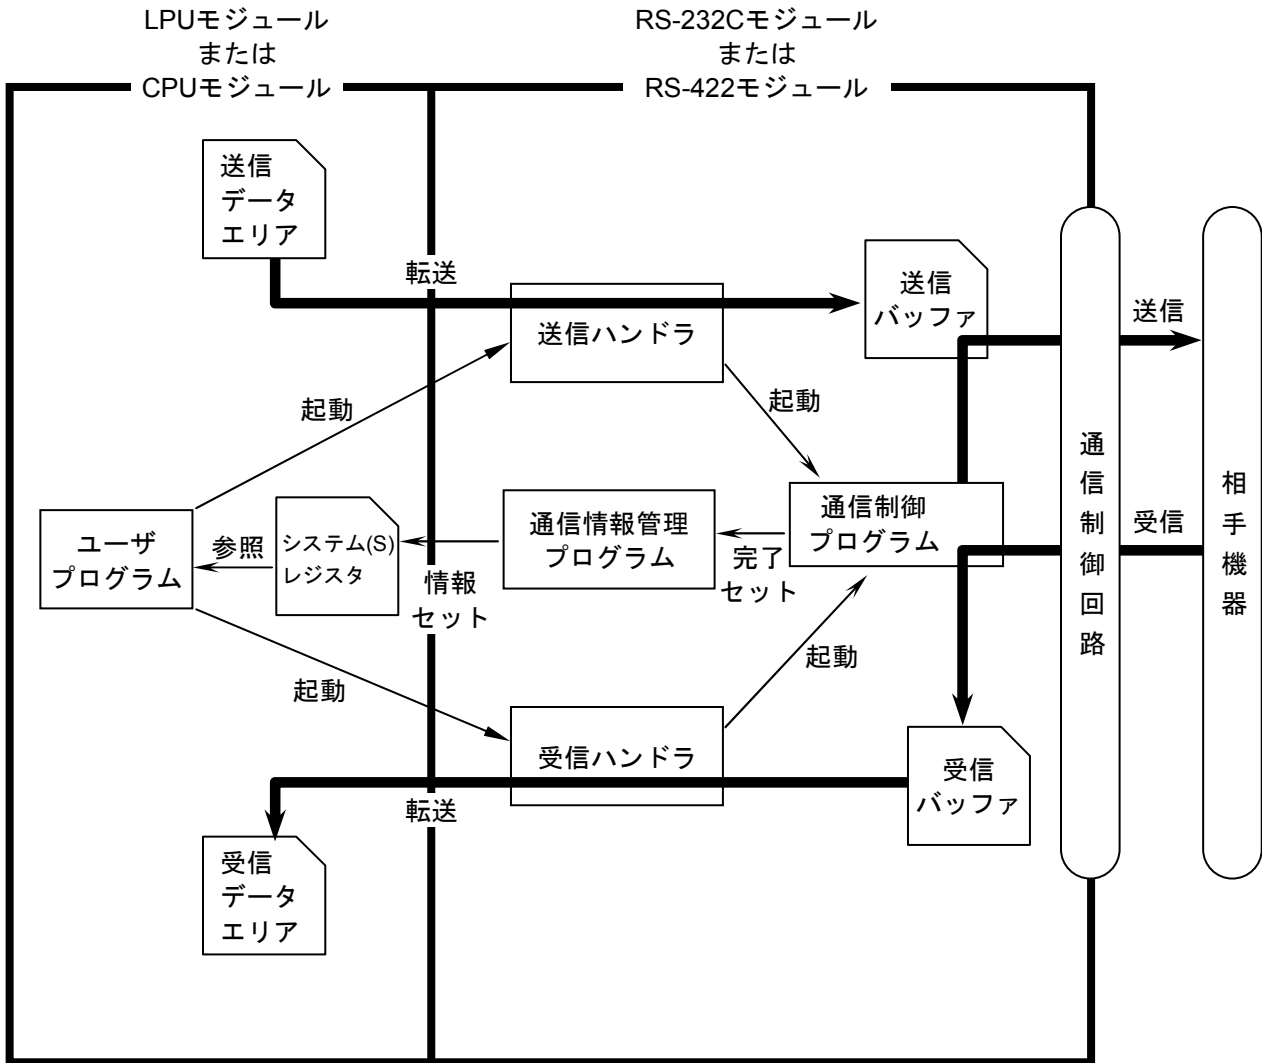 LPUモジュール
または
CPUモジュール
RS-232Cモジュール
または
RS-422モジュール
送信
データ
エリア
転送
送信ハンドラ
送信
バッファ
送信
起動
起動
ユーザ
プログラム
参照
システム(S)
レジスタ
情報
セット
通信情報管理
プログラム
完了
セット
通信制御
プログラム
受信
通信制御回路
相手機器
起動
起動
受信ハンドラ
転送
受信
バッファ
受信
データ
エリア